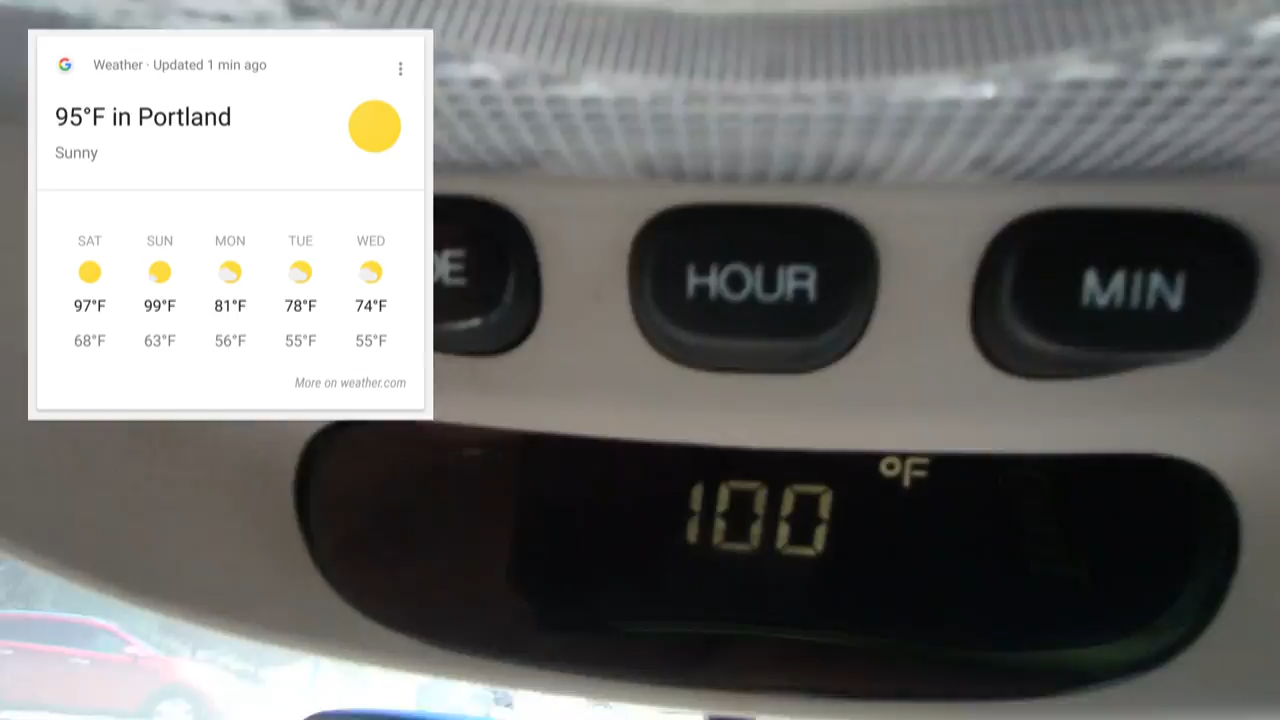 Weather · Updated 1 min ago
95°F in Portland
Sunny
SAT SUN MON TUE WED
97°F 99°F 81°F 78°F 74°F
68°F 63°F 56°F 55°F 55°F
More on weather.com
DE HOUR MIN
100 °F